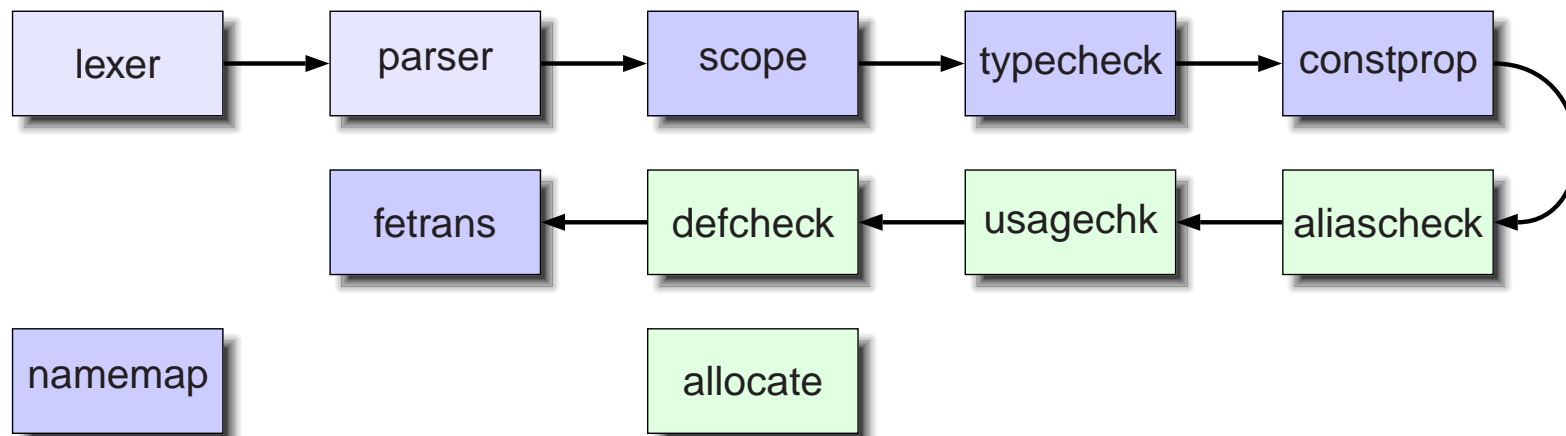 lexer
parser
scope
typecheck
constprop
fetrans
defcheck
usagechk
aliascheck
namemap
allocate